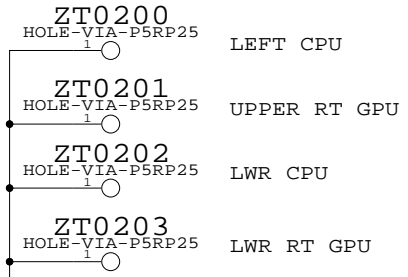 ZT0200
HOLE-VIA-P5RP25
1
LEFT CPU
ZT0201
HOLE-VIA-P5RP25
1
UPPER RT GPU
ZT0202
HOLE-VIA-P5RP25
1
LWR CPU
ZT0203
HOLE-VIA-P5RP25
1
LWR RT GPU